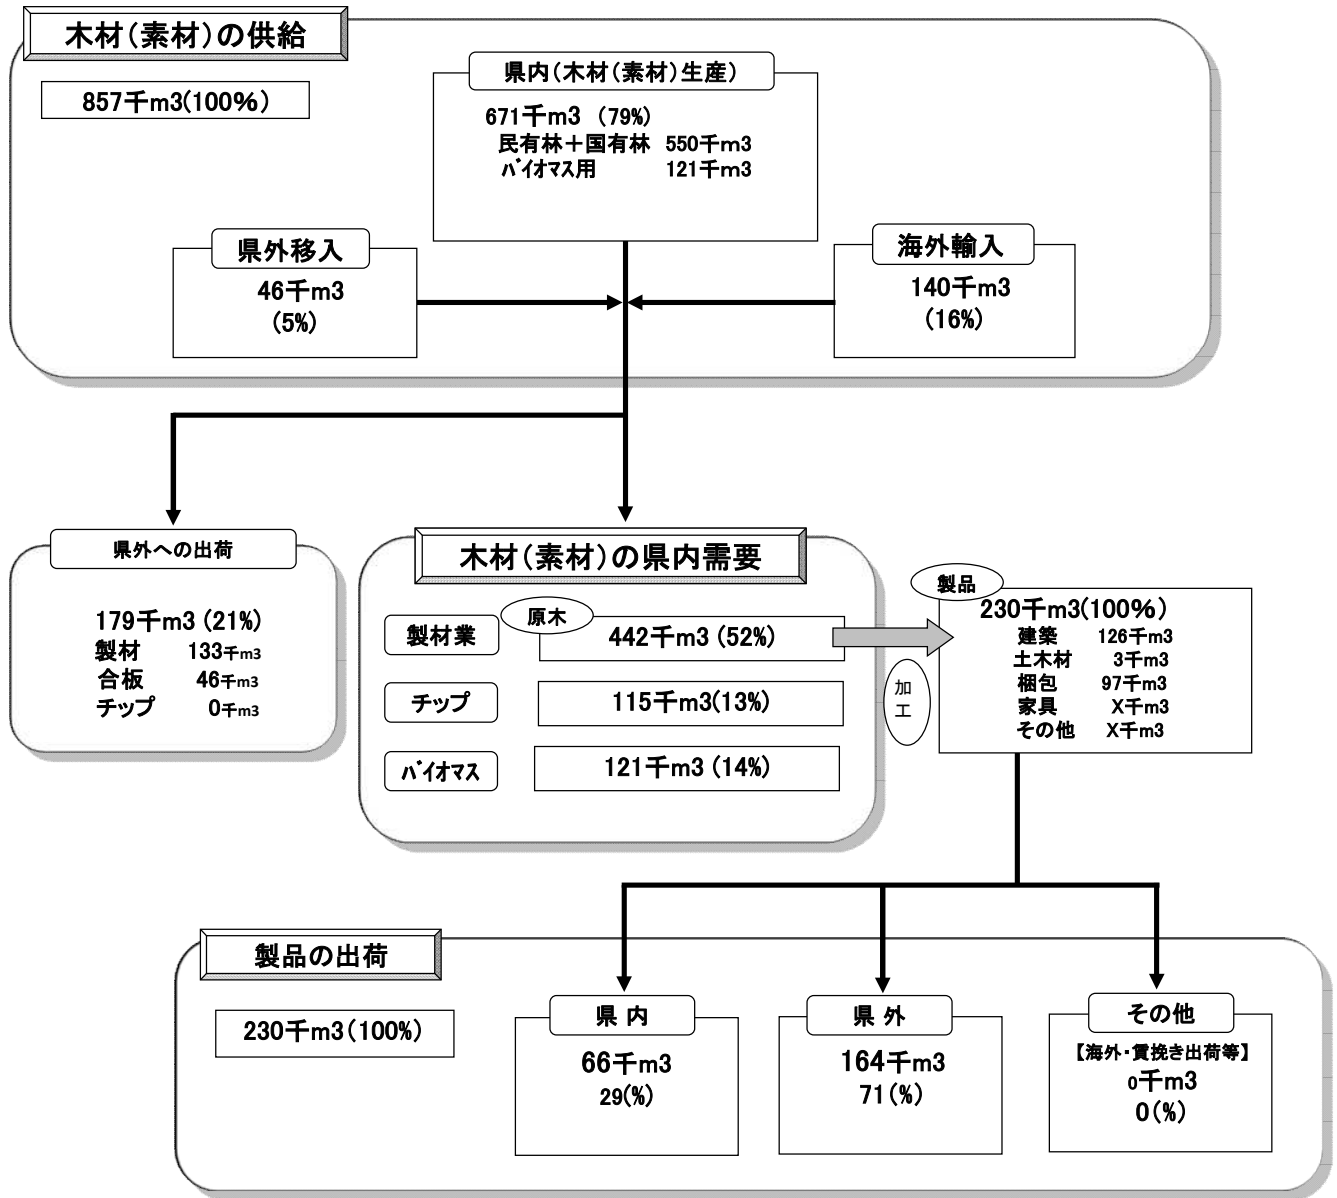 木材（素材）の供給
857千m3(100%)
県内（木材（素材）生産）
671千m3 (79%)
民有林＋国有林 550千m3
バイオマス用 121千m3
県外移入
46千m3
(5%)
海外輸入
140千m3
(16%)
県外への出荷
179千m3 (21%)
製材 133千m3
合板 46千m3
チップ 0千m3
木材（素材）の県内需要
製材業
原木
442千m3 (52%)
チップ
115千m3(13%)
バイオマス
121千m3 (14%)
加工
製品
230千m3(100%)
建築 126千m3
土木材 3千m3
梱包 97千m3
家具 X千m3
その他 X千m3
製品の出荷
230千m3(100%)
県 内
66千m3
29(%)
県 外
164千m3
71(%)
その他
【海外・賃挽き出荷等】
0千m3
0(%)